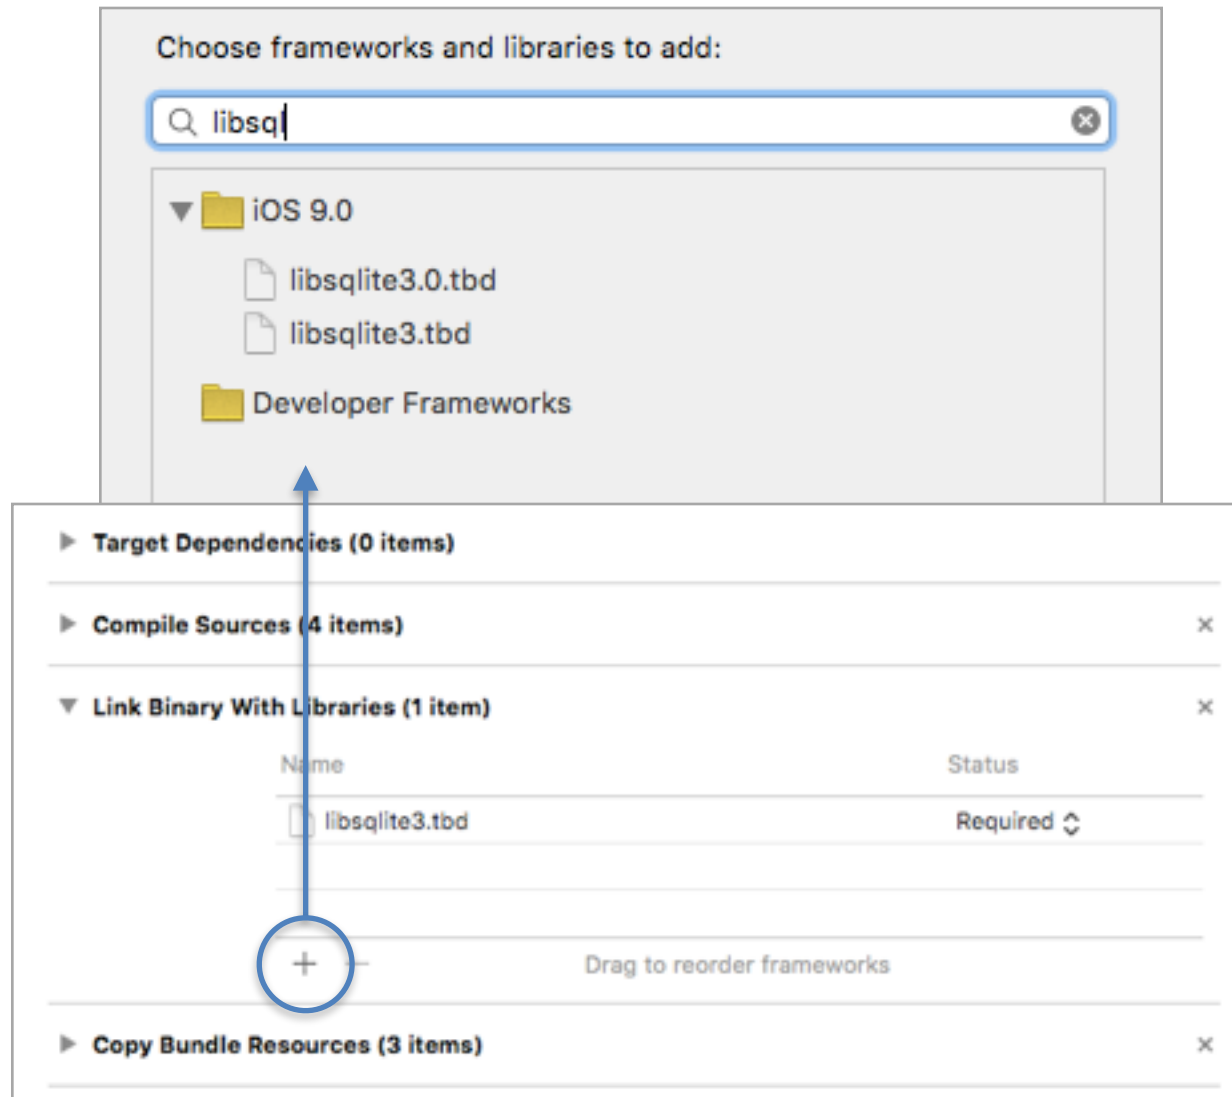 Choose frameworks and libraries to add:
libsql
iOS 9.0
libsqlite3.0.tbd
libsqlite3.tbd
Developer Frameworks
Target Dependencies (0 items)
Compile Sources (4 items)
Link Binary With Libraries (1 item)
Name Status
libsqlite3.tbd Required
Drag to reorder frameworks
Copy Bundle Resources (3 items)